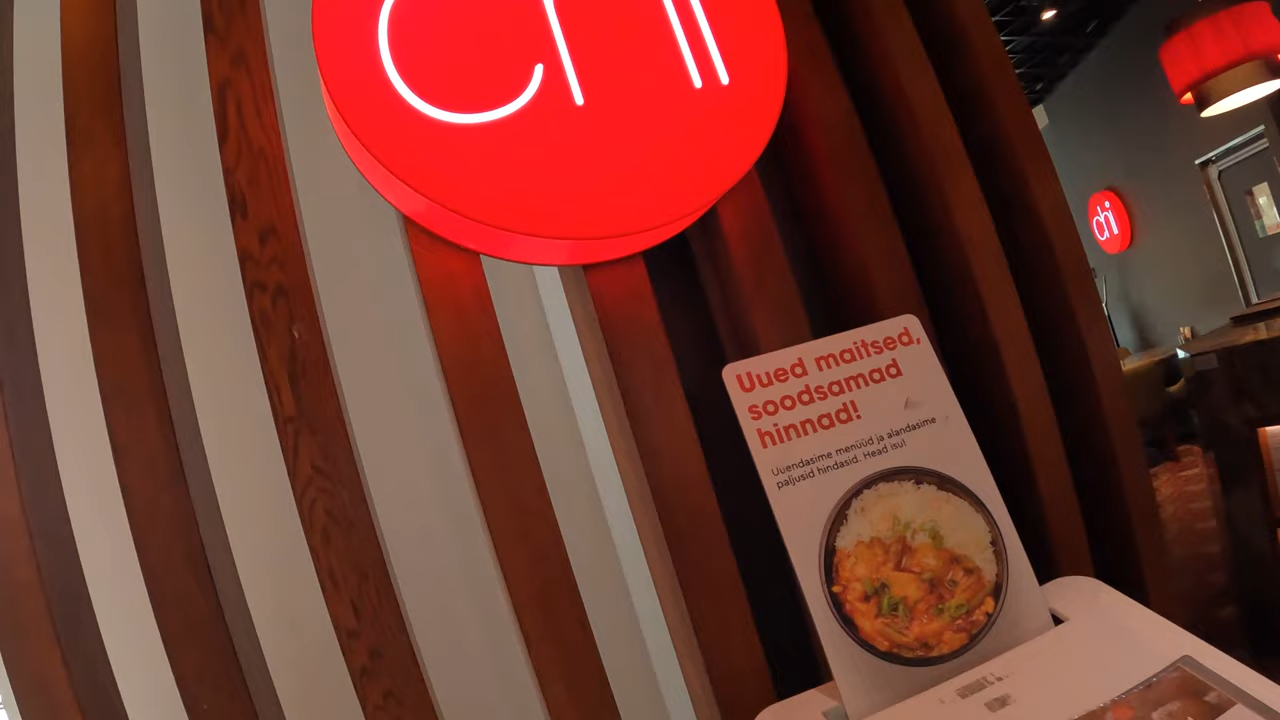 chi
chi
Uued maitsed,
soodsamad
hinnad!
Uuendasime menüüd ja alandasime
paljusid hindasid. Head isu!